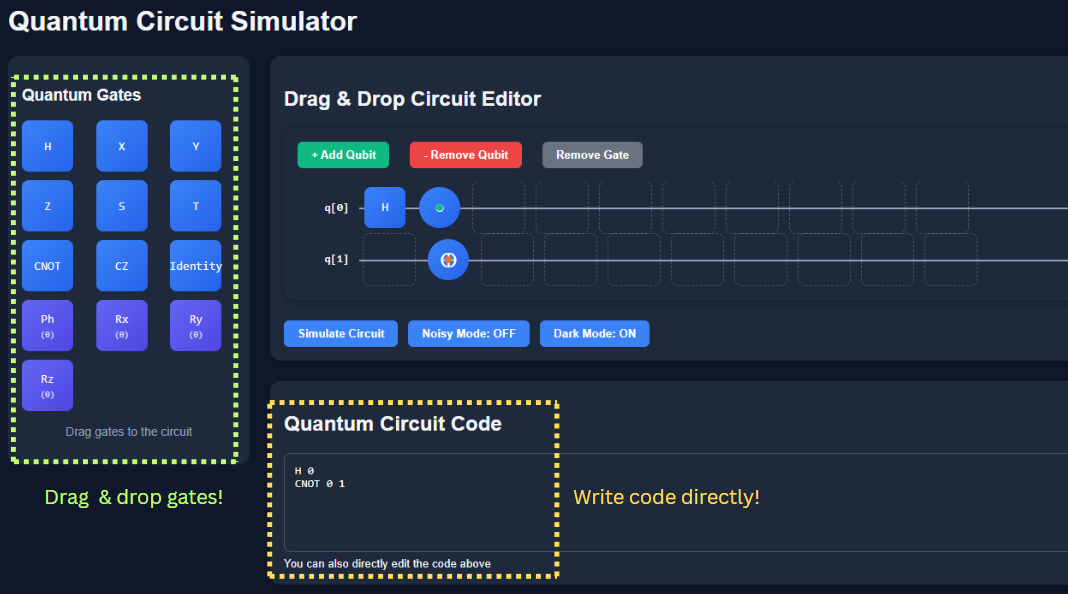 Quantum Circuit Simulator
Quantum Gates
H X Y
Z S T
CNOT CZ Identity
Ph Rx Ry
(θ) (θ) (θ)
Rz
(θ)
Drag gates to the circuit
Drag & drop gates!
Drag & Drop Circuit Editor
+ Add Qubit - Remove Qubit Remove Gate
q[0] H
q[1]
Simulate Circuit Noisy Mode: OFF Dark Mode: ON
Quantum Circuit Code
H 0
CNOT 0 1
You can also directly edit the code above
Write code directly!